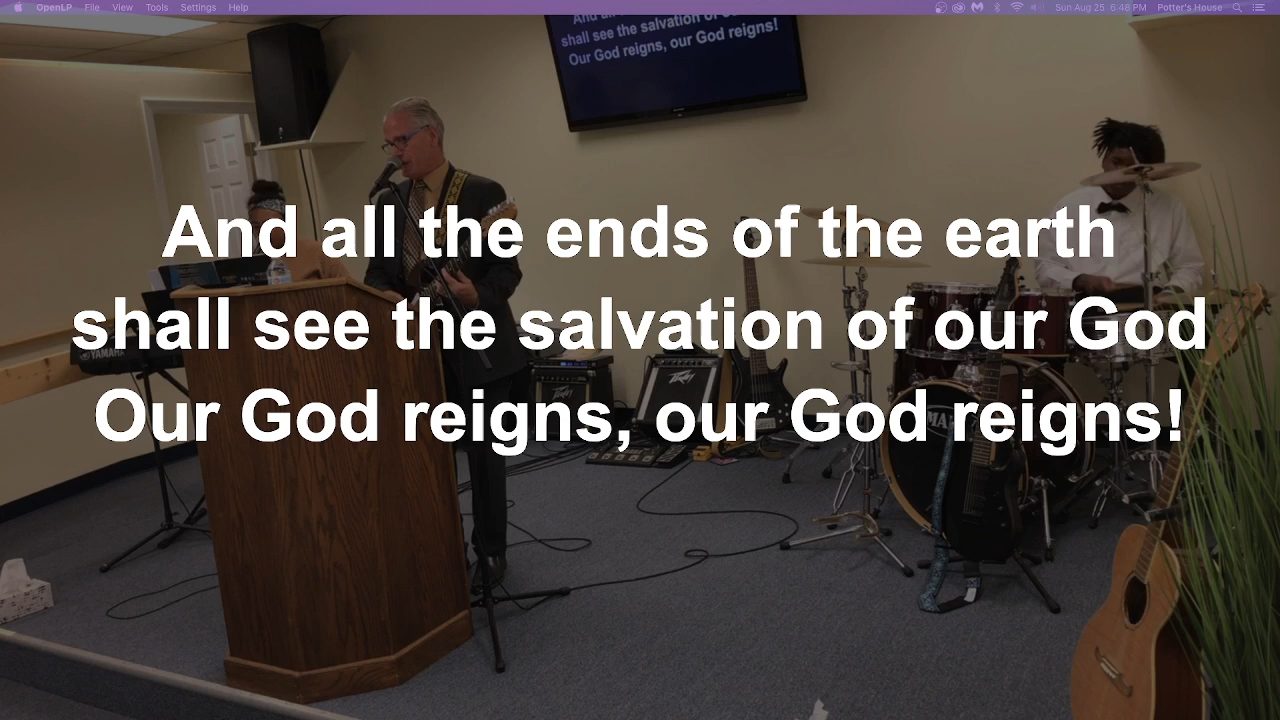 OpenLP File View Tools Settings Help Sun Aug 25 6:48 PM Potter's House
shall see the salvation of
Our God reigns, our God reigns!
And all the ends of the earth
shall see the salvation of our God
Our God reigns, our God reigns!
YAMAHA
PEAVEY